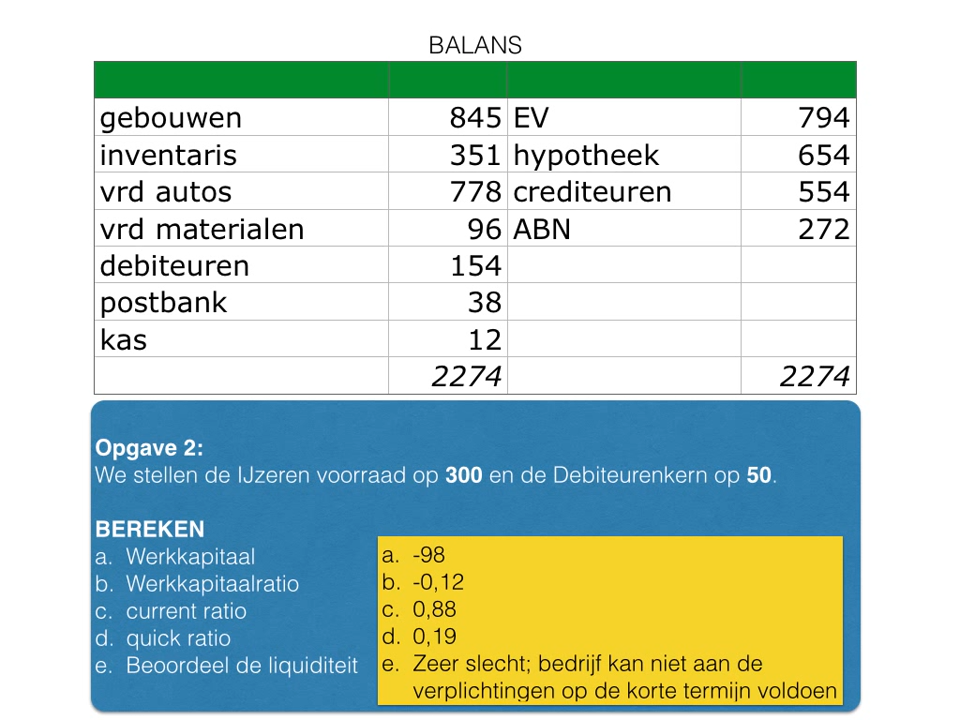 BALANS
gebouwen 845 EV 794
inventaris 351 hypotheek 654
vrd autos 778 crediteuren 554
vrd materialen 96 ABN 272
debiteuren 154
postbank 38
kas 12
2274 2274
Opgave 2:
We stellen de IJzeren voorraad op 300 en de Debiteurenkern op 50.
BEREKEN
a. Werkkapitaal
b. Werkkapitaalratio
c. current ratio
d. quick ratio
e. Beoordeel de liquiditeit
a. -98
b. -0,12
c. 0,88
d. 0,19
e. Zeer slecht; bedrijf kan niet aan de
verplichtingen op de korte termijn voldoen